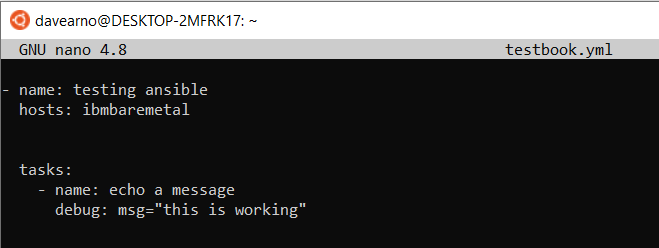 davearno@DESKTOP-2MFRK17: ~
GNU nano 4.8 testbook.yml
- name: testing ansible
  hosts: ibmbaremetal
  tasks:
    - name: echo a message
      debug: msg="this is working"